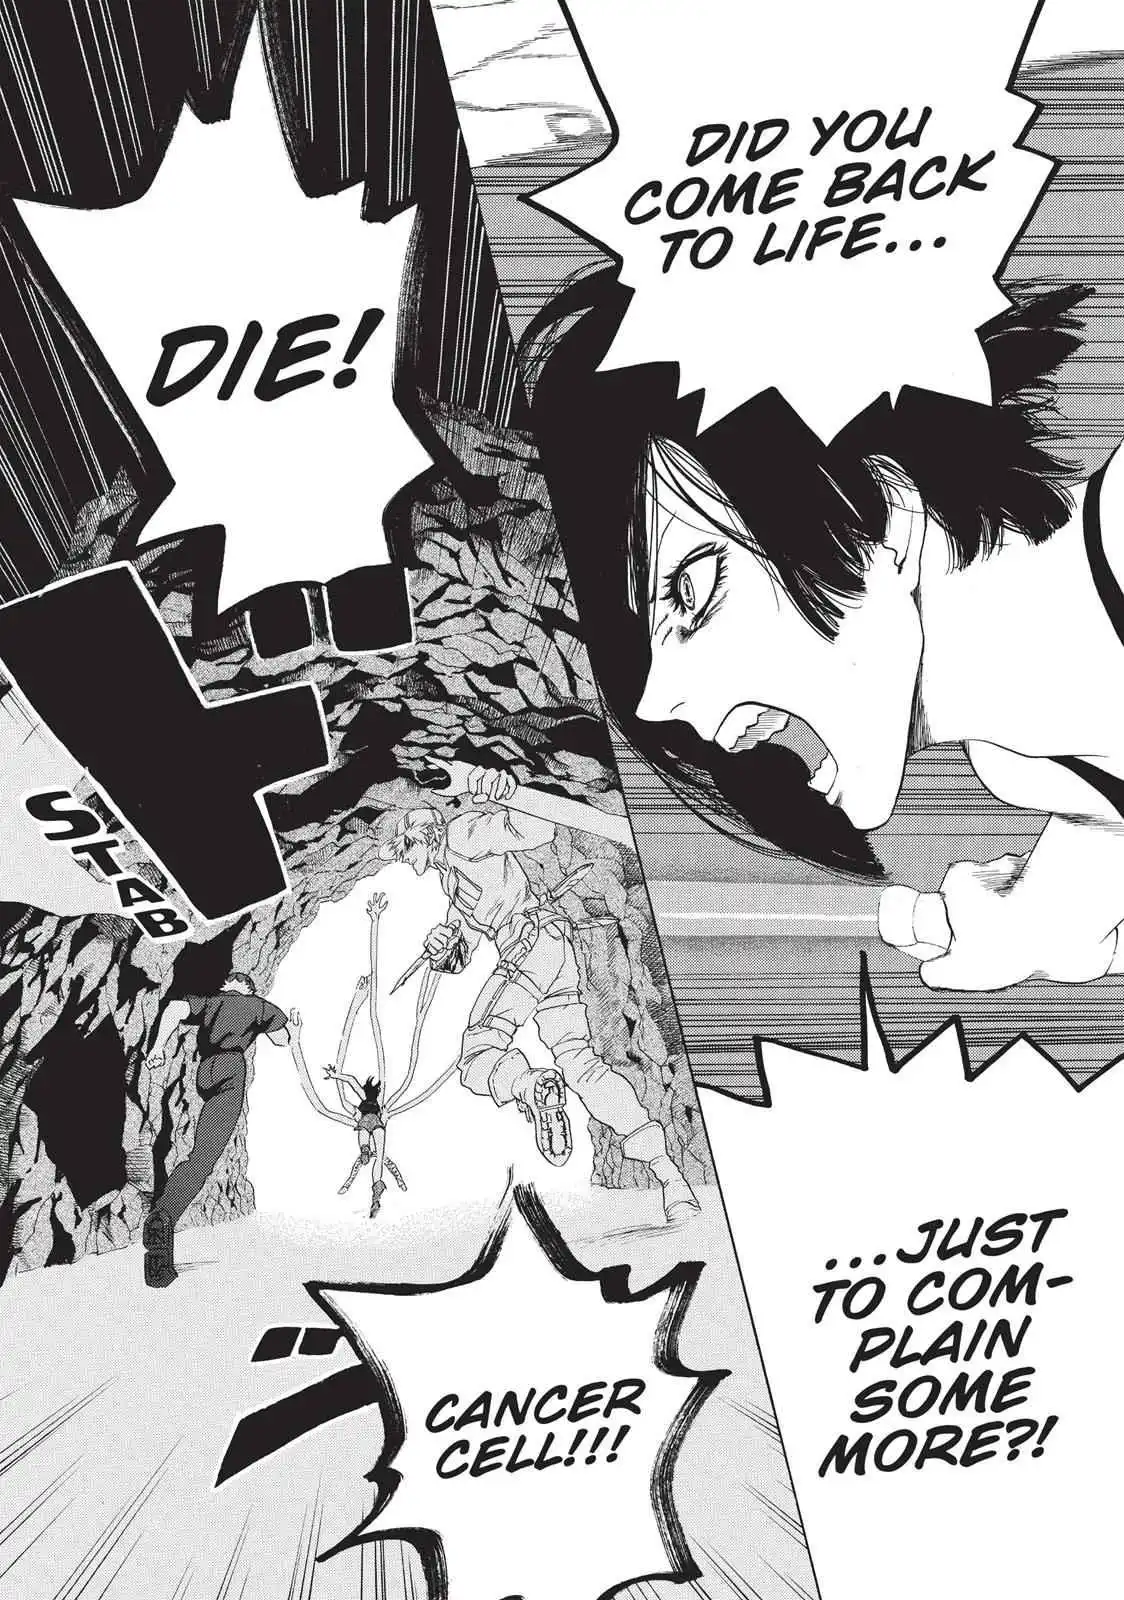 DID YOU
COME BACK
TO LIFE...
...JUST
TO COM-
PLAIN
SOME
MORE?!
DIE!
STAB
CANCER
CELL!!!